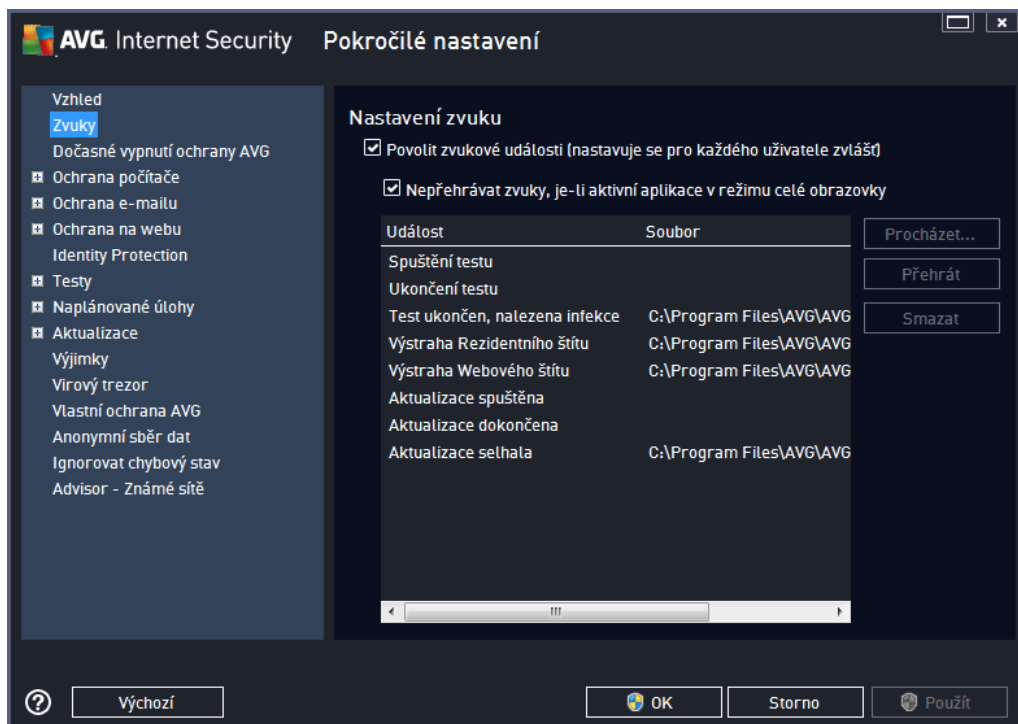 AVG. Internet Security Pokročilé nastavení
Vzhled
Zvuky
Dočasné vypnutí ochrany AVG
Ochrana počítače
Ochrana e-mailu
Ochrana na webu
Identity Protection
Testy
Naplánované úlohy
Aktualizace
Výjimky
Virový trezor
Vlastní ochrana AVG
Anonymní sběr dat
Ignorovat chybový stav
Advisor - Známé sítě
Nastavení zvuku
Povolit zvukové události (nastavuje se pro každého uživatele zvlášť)
Nepřehrávat zvuky, je-li aktivní aplikace v režimu celé obrazovky
Událost Soubor
Spuštění testu
Ukončení testu
Test ukončen, nalezena infekce C:\Program Files\AVG\AVG
Výstraha Rezidentního štítu C:\Program Files\AVG\AVG
Výstraha Webového štítu C:\Program Files\AVG\AVG
Aktualizace spuštěna
Aktualizace dokončena
Aktualizace selhala C:\Program Files\AVG\AVG
Procházet...
Přehrát
Smazat
Výchozí
OK
Storno
Použít